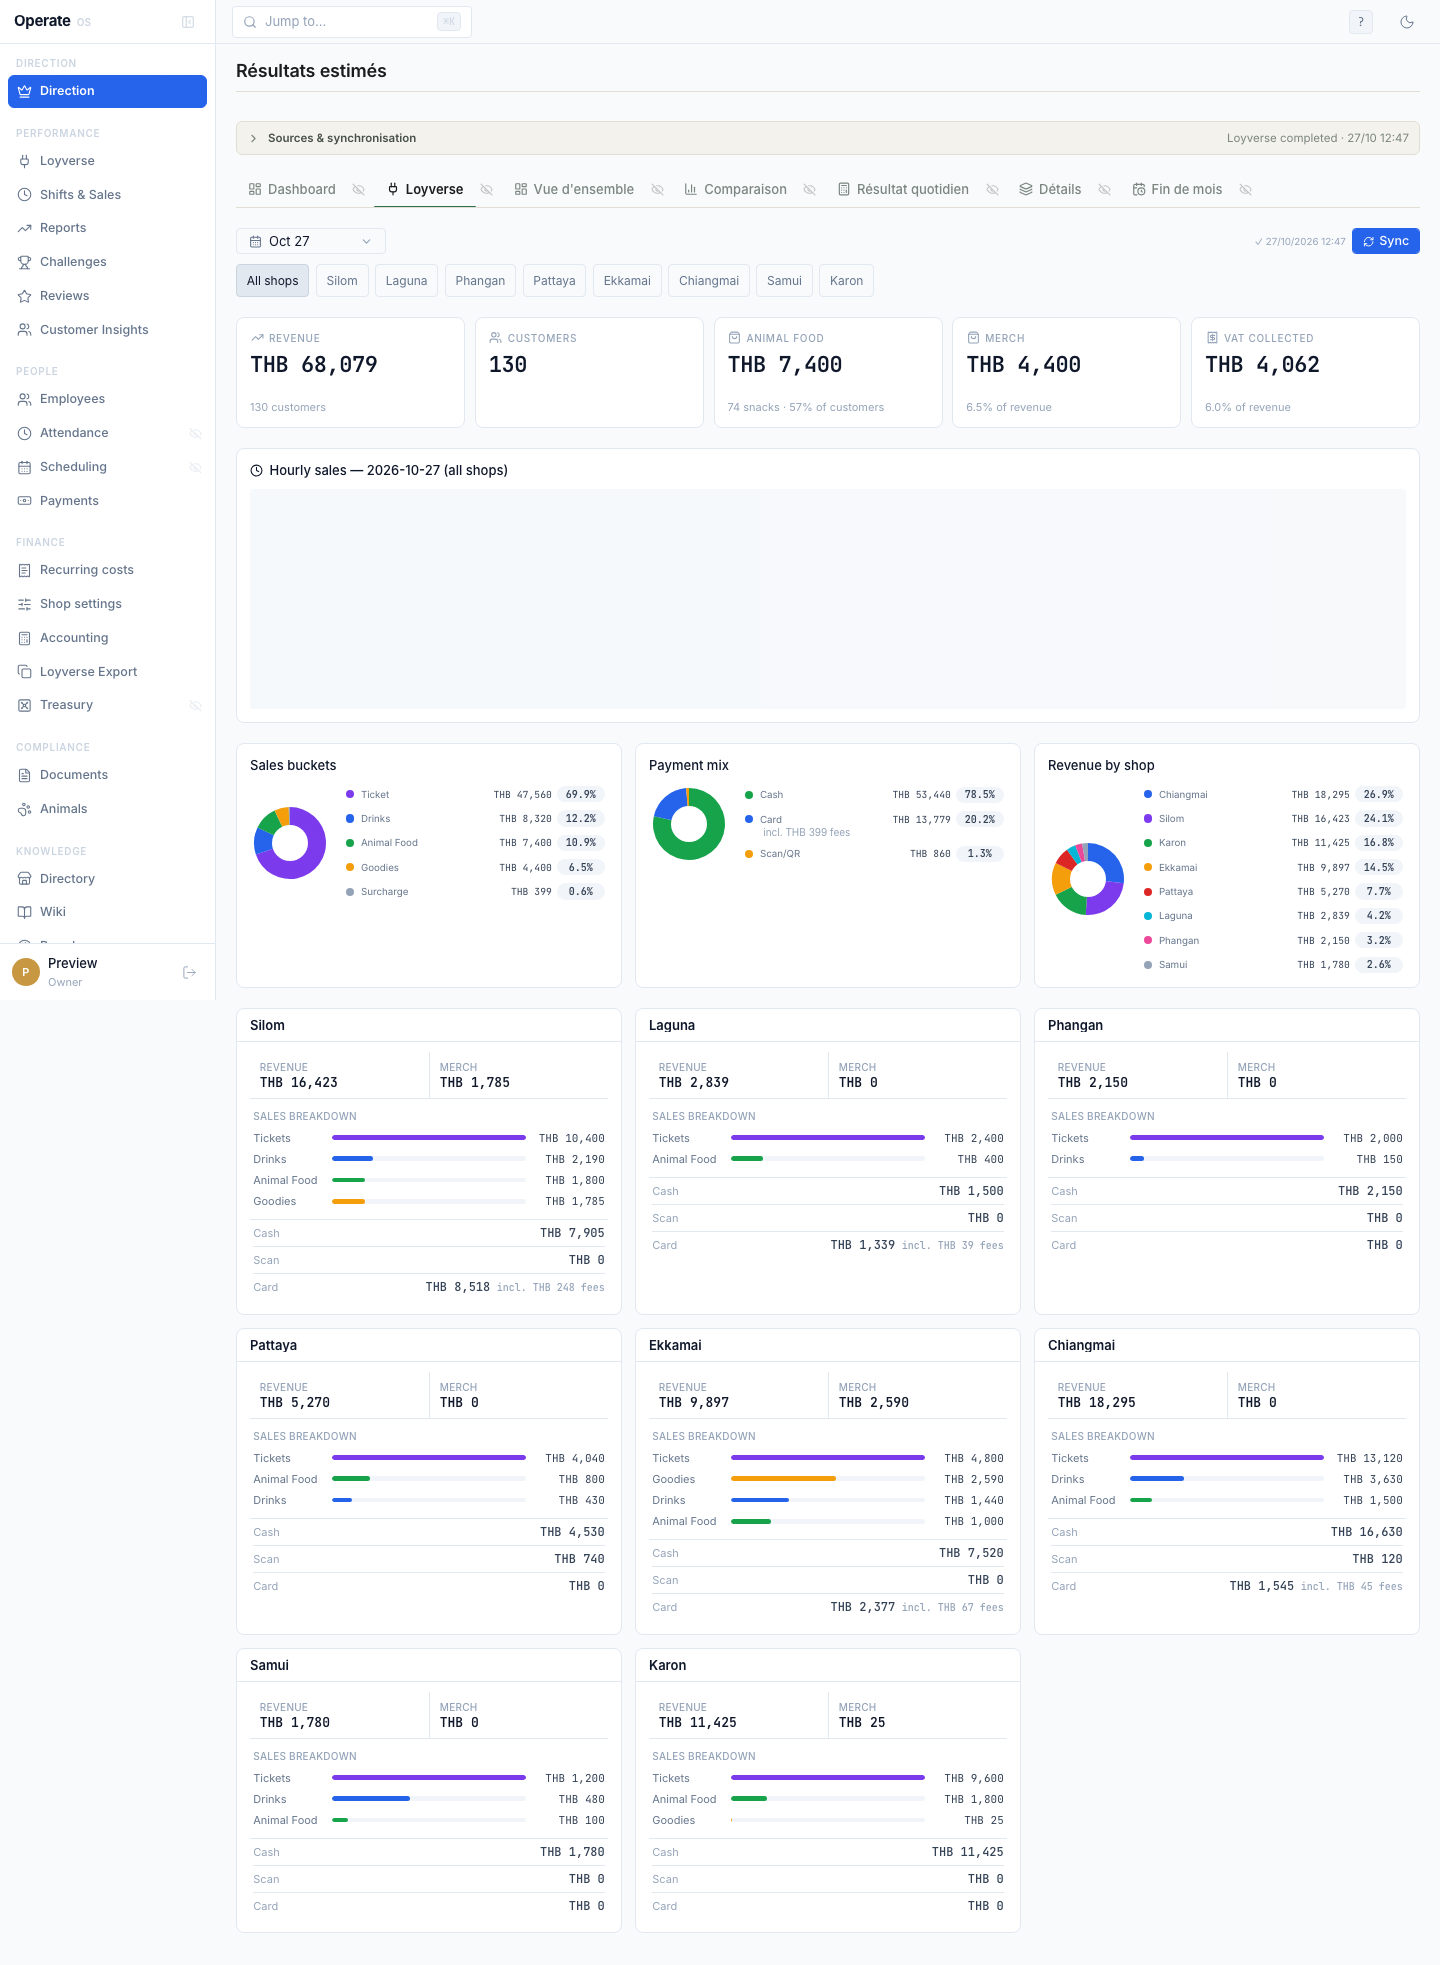 Operate OS
Jump to...
⌘K
?
DIRECTION
Direction
PERFORMANCE
Loyverse
Shifts & Sales
Reports
Challenges
Reviews
Customer Insights
PEOPLE
Employees
Attendance
Scheduling
Payments
FINANCE
Recurring costs
Shop settings
Accounting
Loyverse Export
Treasury
COMPLIANCE
Documents
Animals
KNOWLEDGE
Directory
Wiki
P
Preview
Owner
Résultats estimés
Sources & synchronisation
Loyverse completed · 27/10 12:47
Dashboard Loyverse Vue d'ensemble Comparaison Résultat quotidien Détails Fin de mois
Oct 27
27/10/2026 12:47 Sync
All shops Silom Laguna Phangan Pattaya Ekkamai Chiangmai Samui Karon
REVENUE
THB 68,079
130 customers
CUSTOMERS
130
ANIMAL FOOD
THB 7,400
74 snacks · 57% of customers
MERCH
THB 4,400
6.5% of revenue
VAT COLLECTED
THB 4,062
6.0% of revenue
Hourly sales — 2026-10-27 (all shops)
Sales buckets
Ticket THB 47,560 69.9%
Drinks THB 8,320 12.2%
Animal Food THB 7,400 10.9%
Goodies THB 4,400 6.5%
Surcharge THB 399 0.6%
Payment mix
Cash THB 53,440 78.5%
Card THB 13,779 20.2%
incl. THB 399 fees
Scan/QR THB 860 1.3%
Revenue by shop
Chiangmai THB 18,295 26.9%
Silom THB 16,423 24.1%
Karon THB 11,425 16.8%
Ekkamai THB 9,897 14.5%
Pattaya THB 5,270 7.7%
Laguna THB 2,839 4.2%
Phangan THB 2,150 3.2%
Samui THB 1,780 2.6%
Silom
REVENUE MERCH
THB 16,423 THB 1,785
SALES BREAKDOWN
Tickets THB 10,400
Drinks THB 2,190
Animal Food THB 1,800
Goodies THB 1,785
Cash THB 7,905
Scan THB 0
Card THB 8,518 incl. THB 248 fees
Laguna
REVENUE MERCH
THB 2,839 THB 0
SALES BREAKDOWN
Tickets THB 2,400
Animal Food THB 400
Cash THB 1,500
Scan THB 0
Card THB 1,339 incl. THB 39 fees
Phangan
REVENUE MERCH
THB 2,150 THB 0
SALES BREAKDOWN
Tickets THB 2,000
Drinks THB 150
Cash THB 2,150
Scan THB 0
Card THB 0
Pattaya
REVENUE MERCH
THB 5,270 THB 0
SALES BREAKDOWN
Tickets THB 4,040
Animal Food THB 800
Drinks THB 430
Cash THB 4,530
Scan THB 740
Card THB 0
Ekkamai
REVENUE MERCH
THB 9,897 THB 2,590
SALES BREAKDOWN
Tickets THB 4,800
Goodies THB 2,590
Drinks THB 1,440
Animal Food THB 1,000
Cash THB 7,520
Scan THB 0
Card THB 2,377 incl. THB 67 fees
Chiangmai
REVENUE MERCH
THB 18,295 THB 0
SALES BREAKDOWN
Tickets THB 13,120
Drinks THB 3,630
Animal Food THB 1,500
Cash THB 16,630
Scan THB 120
Card THB 1,545 incl. THB 45 fees
Samui
REVENUE MERCH
THB 1,780 THB 0
SALES BREAKDOWN
Tickets THB 1,200
Drinks THB 480
Animal Food THB 100
Cash THB 1,780
Scan THB 0
Card THB 0
Karon
REVENUE MERCH
THB 11,425 THB 25
SALES BREAKDOWN
Tickets THB 9,600
Animal Food THB 1,800
Goodies THB 25
Cash THB 11,425
Scan THB 0
Card THB 0